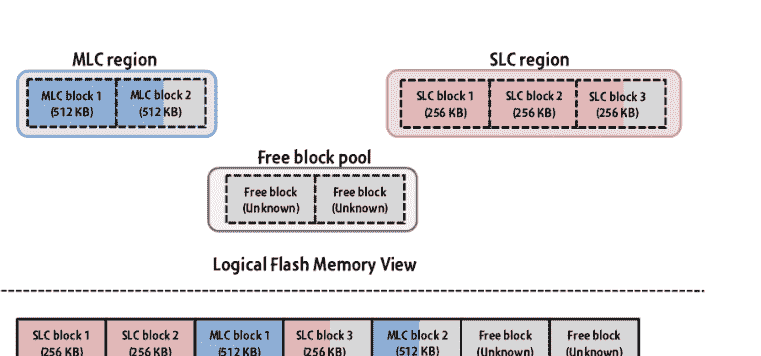 MLC region
SLC region
MLC block 1 MLC block 2 SLC block 1 SLC block 2 SLC block 3
(512 KB) (512 KB) (256 KB) (256 KB) (256 KB)
Free block pool
Free block Free block
(Unknown) (Unknown)
Logical Flash Memory View
SLC block 1 SLC block 2 MLC block 1 SLC block 3 MLC block 2 Free block Free block
(256 KB) (256 KB) (512 KB) (256 KB) (512 KB) (Unknown) (Unknown)